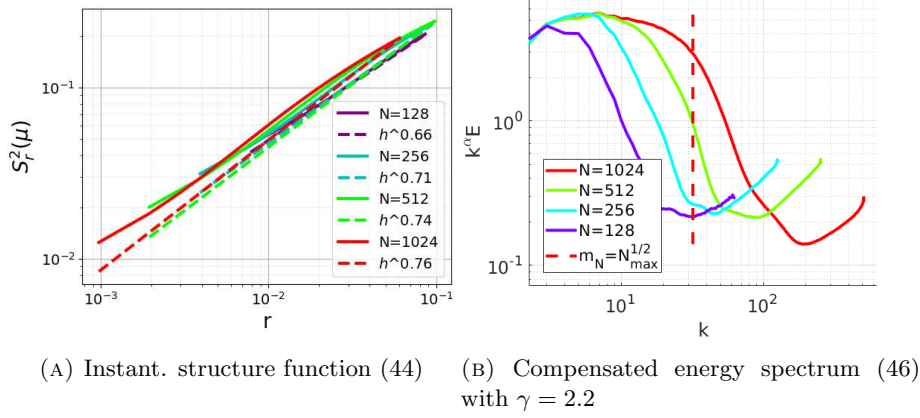 S_r^2(μ)
10^{-1}
10^{-2}
N=128
h^0.66
N=256
h^0.71
N=512
h^0.74
N=1024
h^0.76
10^{-3}
10^{-2}
10^{-1}
r
k^αE
10^0
10^{-1}
N=1024
N=512
N=256
N=128
m_N=N_{max}^{1/2}
10^1
10^2
k
(A) Instant. structure function (44)
(B) Compensated energy spectrum (46)
with γ = 2.2